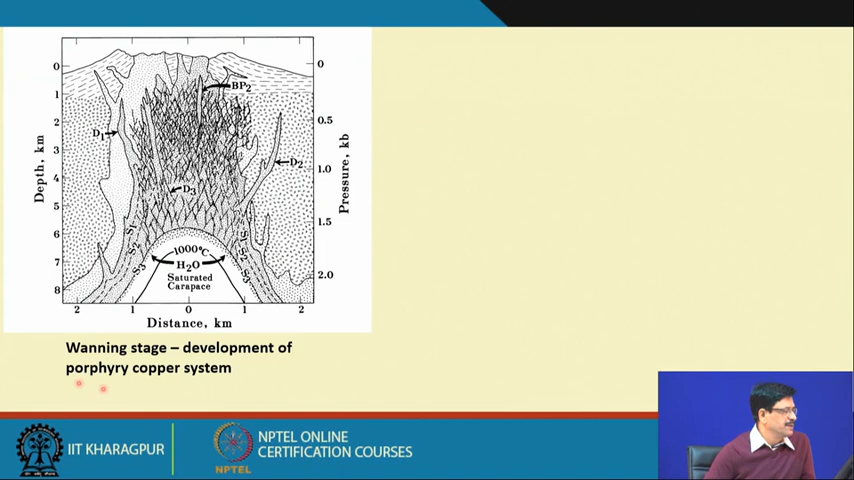 0
0
BP2
1
2
0.5
D1
3
D2
1.0
4
D3
5
1.5
S1
S1
6
1000°C
S2
S2
H2O
7
S3
S3
Saturated
Carapace
2.0
8
Depth, km
Pressure, kb
2
1
0
1
2
Distance, km
Wanning stage – development of
porphyry copper system
IIT KHARAGPUR
NPTEL
NPTEL ONLINE
CERTIFICATION COURSES